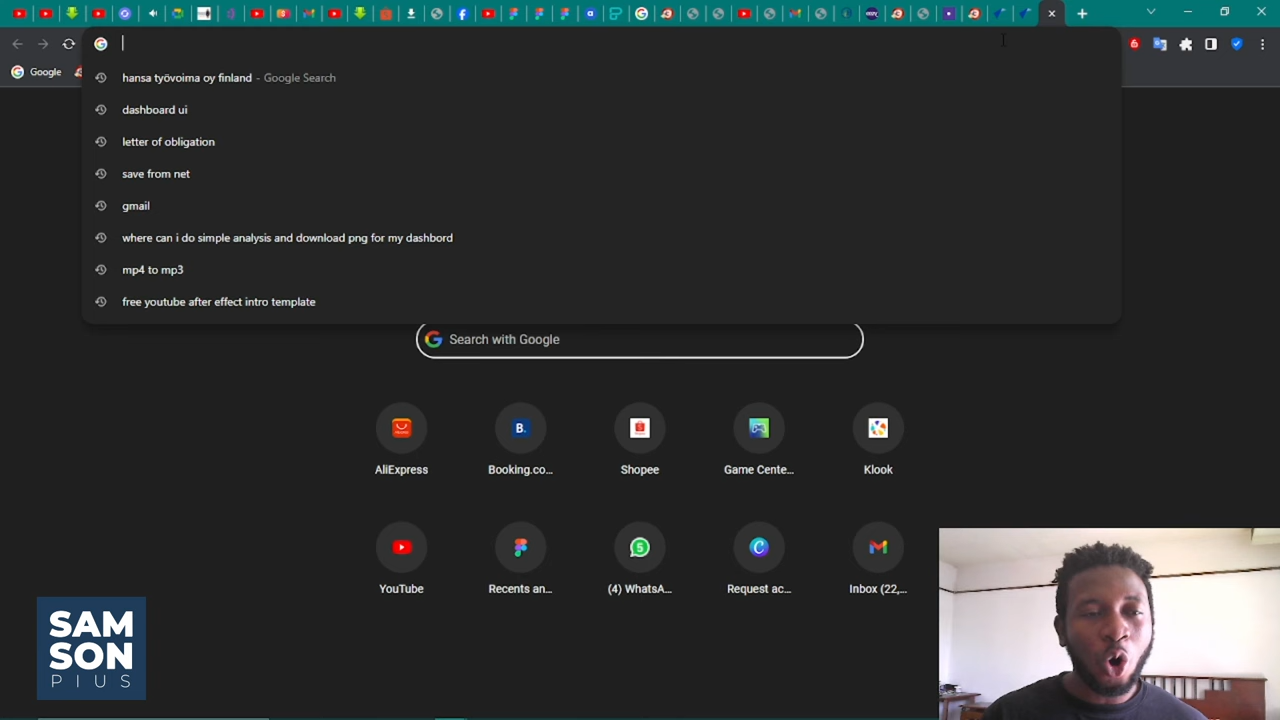 Google
hansa työvoima oy finland - Google Search
dashboard ui
letter of obligation
save from net
gmail
where can i do simple analysis and download png for my dashbord
mp4 to mp3
free youtube after effect intro template
Search with Google
AliExpress
Booking.co...
Shopee
Game Cente...
Klook
YouTube
Recents an...
(4) WhatsA...
Request ac...
Inbox (22,...
SAM
SON
PIUS